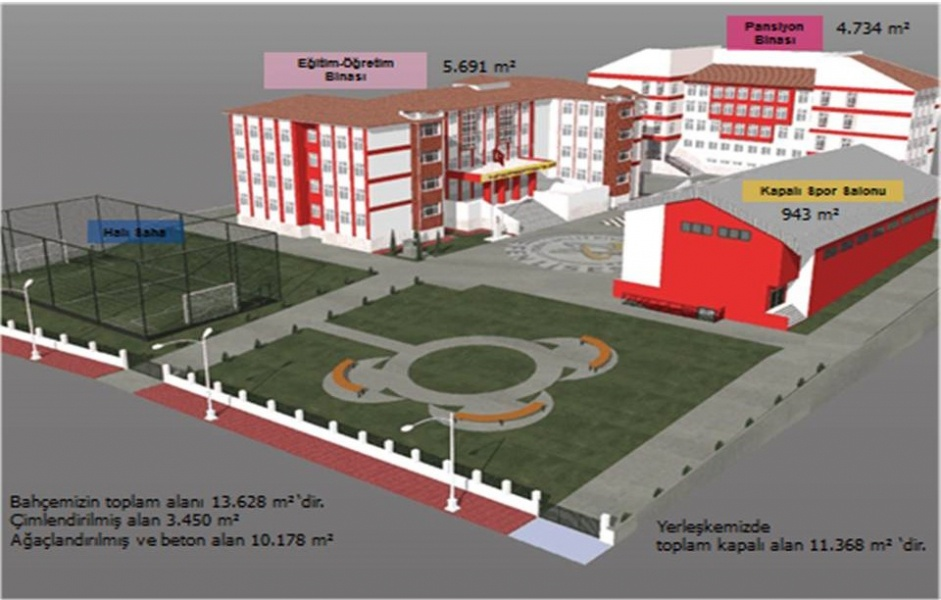 Pansiyon
Binası
4.734 m²
Eğitim-Öğretim
Binası
5.691 m²
Kapalı Spor Salonu
943 m²
Halı Saha
Bahçemizin toplam alanı 13.628 m²'dir.
Çimlendirilmiş alan 3.450 m²
Ağaçlandırılmış ve beton alan 10.178 m²
Yerleşkemizde
toplam kapalı alan 11.368 m² 'dir.